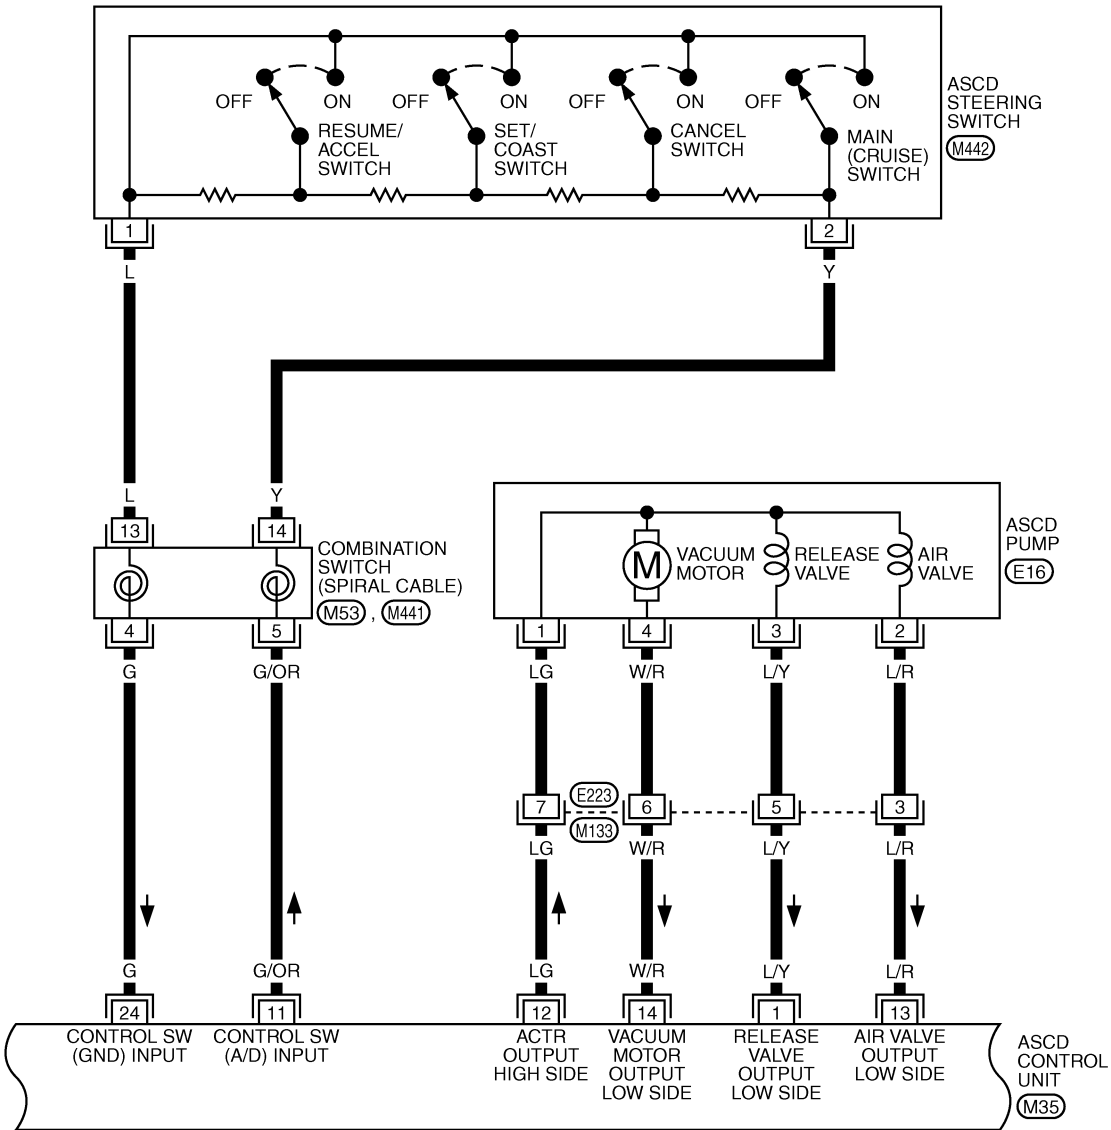 OFF ON OFF ON OFF ON OFF ON
RESUME/
ACCEL
SWITCH
SET/
COAST
SWITCH
CANCEL
SWITCH
MAIN
(CRUISE)
SWITCH
ASCD
STEERING
SWITCH
M442
1 2
L Y
L Y
13 14
COMBINATION
SWITCH
(SPIRAL CABLE)
M53 , M441
4 5
G G/OR
M
VACUUM
MOTOR
RELEASE
VALVE
AIR
VALVE
ASCD
PUMP
E16
1 4 3 2
LG W/R L/Y L/R
7 E223 6 5 3
M133
LG W/R L/Y L/R
G G/OR LG W/R L/Y L/R
24 11 12 14 1 13
CONTROL SW
(GND) INPUT
CONTROL SW
(A/D) INPUT
ACTR
OUTPUT
HIGH SIDE
VACUUM
MOTOR
OUTPUT
LOW SIDE
RELEASE
VALVE
OUTPUT
LOW SIDE
AIR VALVE
OUTPUT
LOW SIDE
ASCD
CONTROL
UNIT
M35